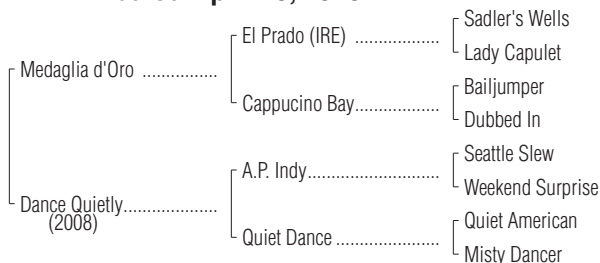 Sadler's Wells
El Prado (IRE) ...................
Lady Capulet
Medaglia d'Oro ................
Bailjumper
Cappucino Bay...................
Dubbed In
Seattle Slew
A.P. Indy..............................
Weekend Surprise
Dance Quietly....................
(2008)
Quiet American
Quiet Dance .......................
Misty Dancer